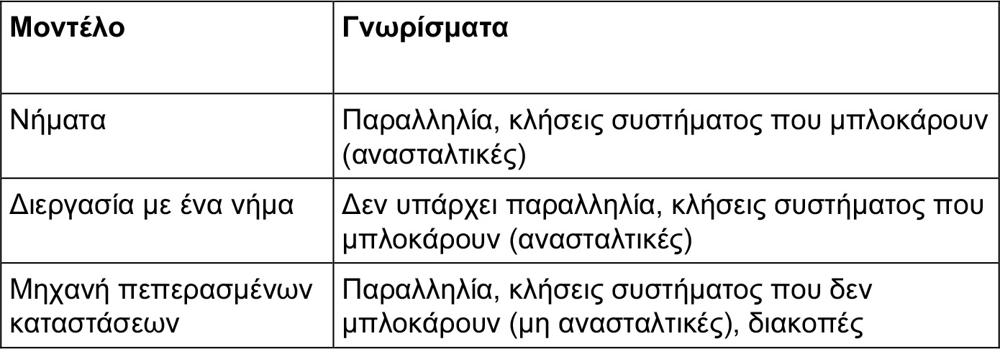 Μοντέλο
Γνωρίσματα
Νήματα
Παραλληλία, κλήσεις συστήματος που μπλοκάρουν
(ανασταλτικές)
Διεργασία με ένα νήμα
Δεν υπάρχει παραλληλία, κλήσεις συστήματος που
μπλοκάρουν (ανασταλτικές)
Μηχανή πεπερασμένων
καταστάσεων
Παραλληλία, κλήσεις συστήματος που δεν
μπλοκάρουν (μη ανασταλτικές), διακοπές